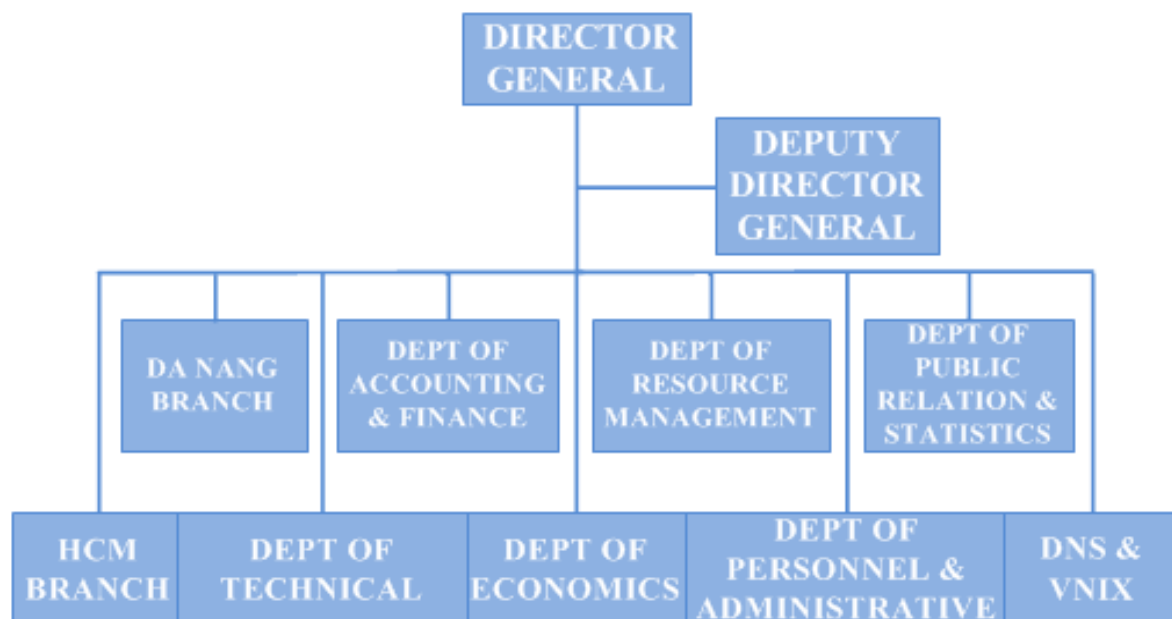 DIRECTOR
GENERAL
DEPUTY
DIRECTOR
GENERAL
DA NANG
BRANCH
DEPT OF
ACCOUNTING
& FINANCE
DEPT OF
RESOURCE
MANAGEMENT
DEPT OF
PUBLIC
RELATION &
STATISTICS
HCM
BRANCH
DEPT OF
TECHNICAL
DEPT OF
ECONOMICS
DEPT OF
PERSONNEL &
ADMINISTRATIVE
DNS &
VNIX